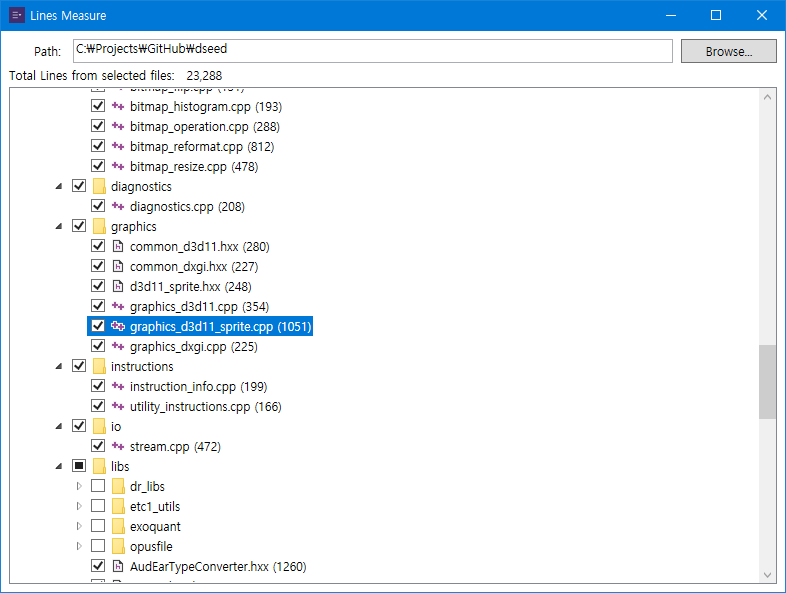 Lines Measure
Path: C:₩Projects₩GitHub₩dseed Browse...
Total Lines from selected files: 23,288
bitmap_histogram.cpp (193)
bitmap_operation.cpp (288)
bitmap_reformat.cpp (812)
bitmap_resize.cpp (478)
diagnostics
diagnostics.cpp (208)
graphics
common_d3d11.hxx (280)
common_dxgi.hxx (227)
d3d11_sprite.hxx (248)
graphics_d3d11.cpp (354)
graphics_d3d11_sprite.cpp (1051)
graphics_dxgi.cpp (225)
instructions
instruction_info.cpp (199)
utility_instructions.cpp (166)
io
stream.cpp (472)
libs
dr_libs
etc1_utils
exoquant
opusfile
AudEarTypeConverter.hxx (1260)